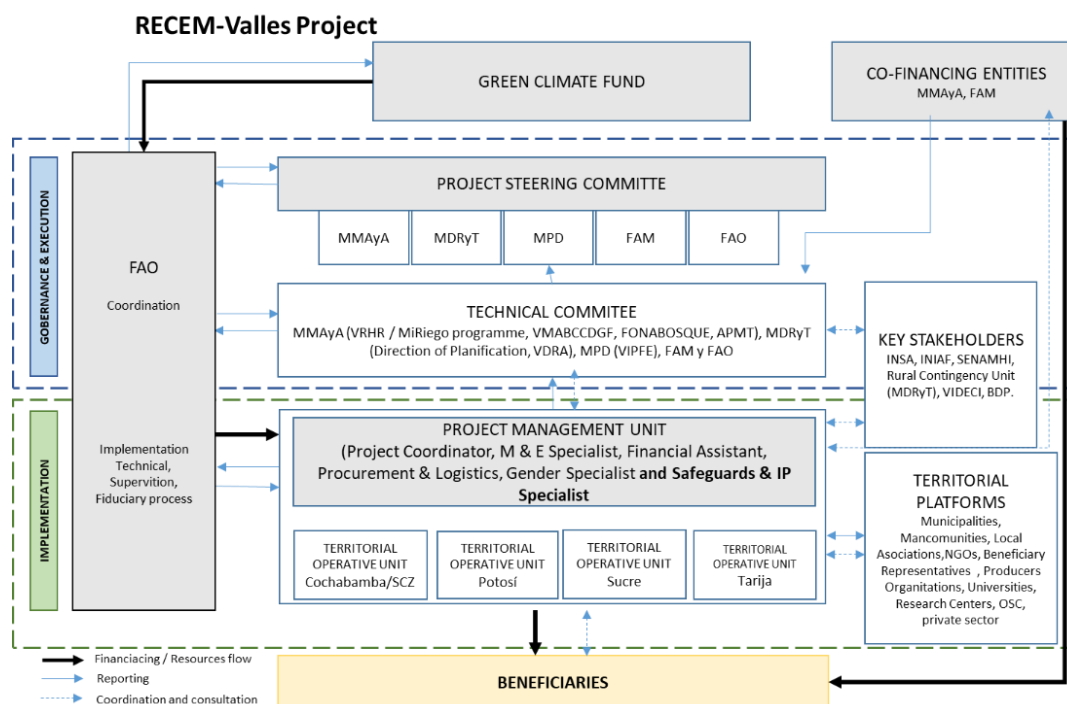 RECEM-Valles Project
GREEN CLIMATE FUND
CO-FINANCING ENTITIES
MMAyA, FAM
GOBERNANCE & EXECUTION
FAO
Coordination
PROJECT STEERING COMMITTE
MMAyA
MDRyT
MPD
FAM
FAO
TECHNICAL COMMITEE
MMAyA (VRHR / MiRiego programme, VMABCCDGF, FONABOSQUE, APMT), MDRyT
(Direction of Planification, VDRA), MPD (VIPFE), FAM y FAO
KEY STAKEHOLDERS
INSA, INIAF, SENAMHI,
Rural Contingency Unit
(MDRyT), VIDECI, BDP.
IMPLEMENTATION
Implementation
Technical,
Supervition,
Fiduciary process
PROJECT MANAGEMENT UNIT
(Project Coordinator, M & E Specialist, Financial Assistant,
Procurement & Logistics, Gender Specialist and Safeguards & IP
Specialist
TERRITORIAL
OPERATIVE UNIT
Cochabamba/SCZ
TERRITORIAL
OPERATIVE UNIT
Potosí
TERRITORIAL
OPERATIVE UNIT
Sucre
TERRITORIAL
OPERATIVE UNIT
Tarija
TERRITORIAL
PLATFORMS
Municipalities,
Mancomunities, Local
Asociations,NGOs, Beneficiary
Representatives , Producers
Organitations, Universities,
Research Centers, OSC,
private sector
Financiacing / Resources flow
Reporting
Coordination and consultation
BENEFICIARIES